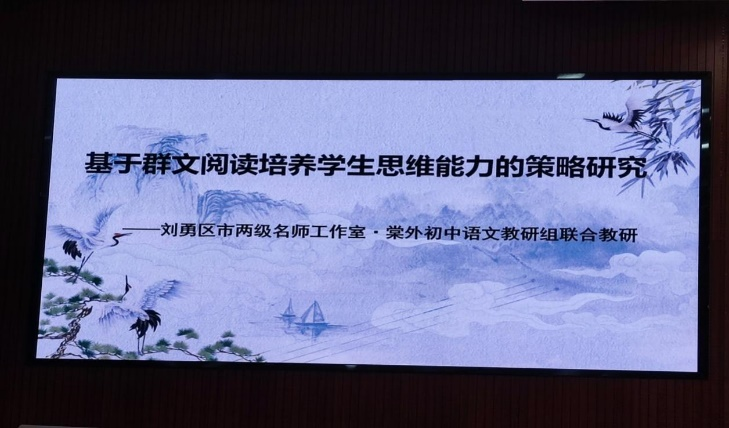 基于群文阅读培养学生思维能力的策略研究
——刘勇区市两级名师工作室·棠外初中语文教研组联合教研